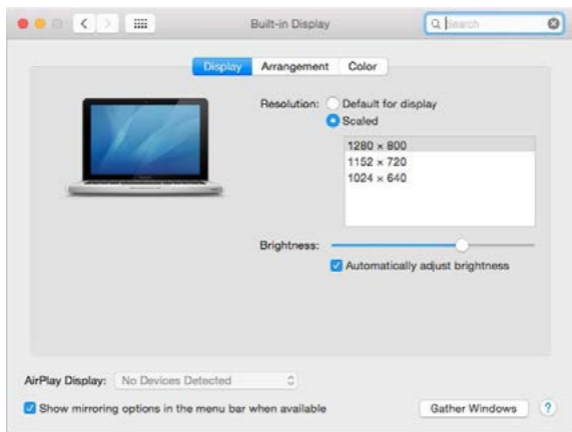 Built-in Display
Search
Display Arrangement Color
Resolution: Default for display
Scaled
1280 × 800
1152 × 720
1024 × 640
Brightness:
Automatically adjust brightness
AirPlay Display: No Devices Detected
Show mirroring options in the menu bar when available
Gather Windows ?